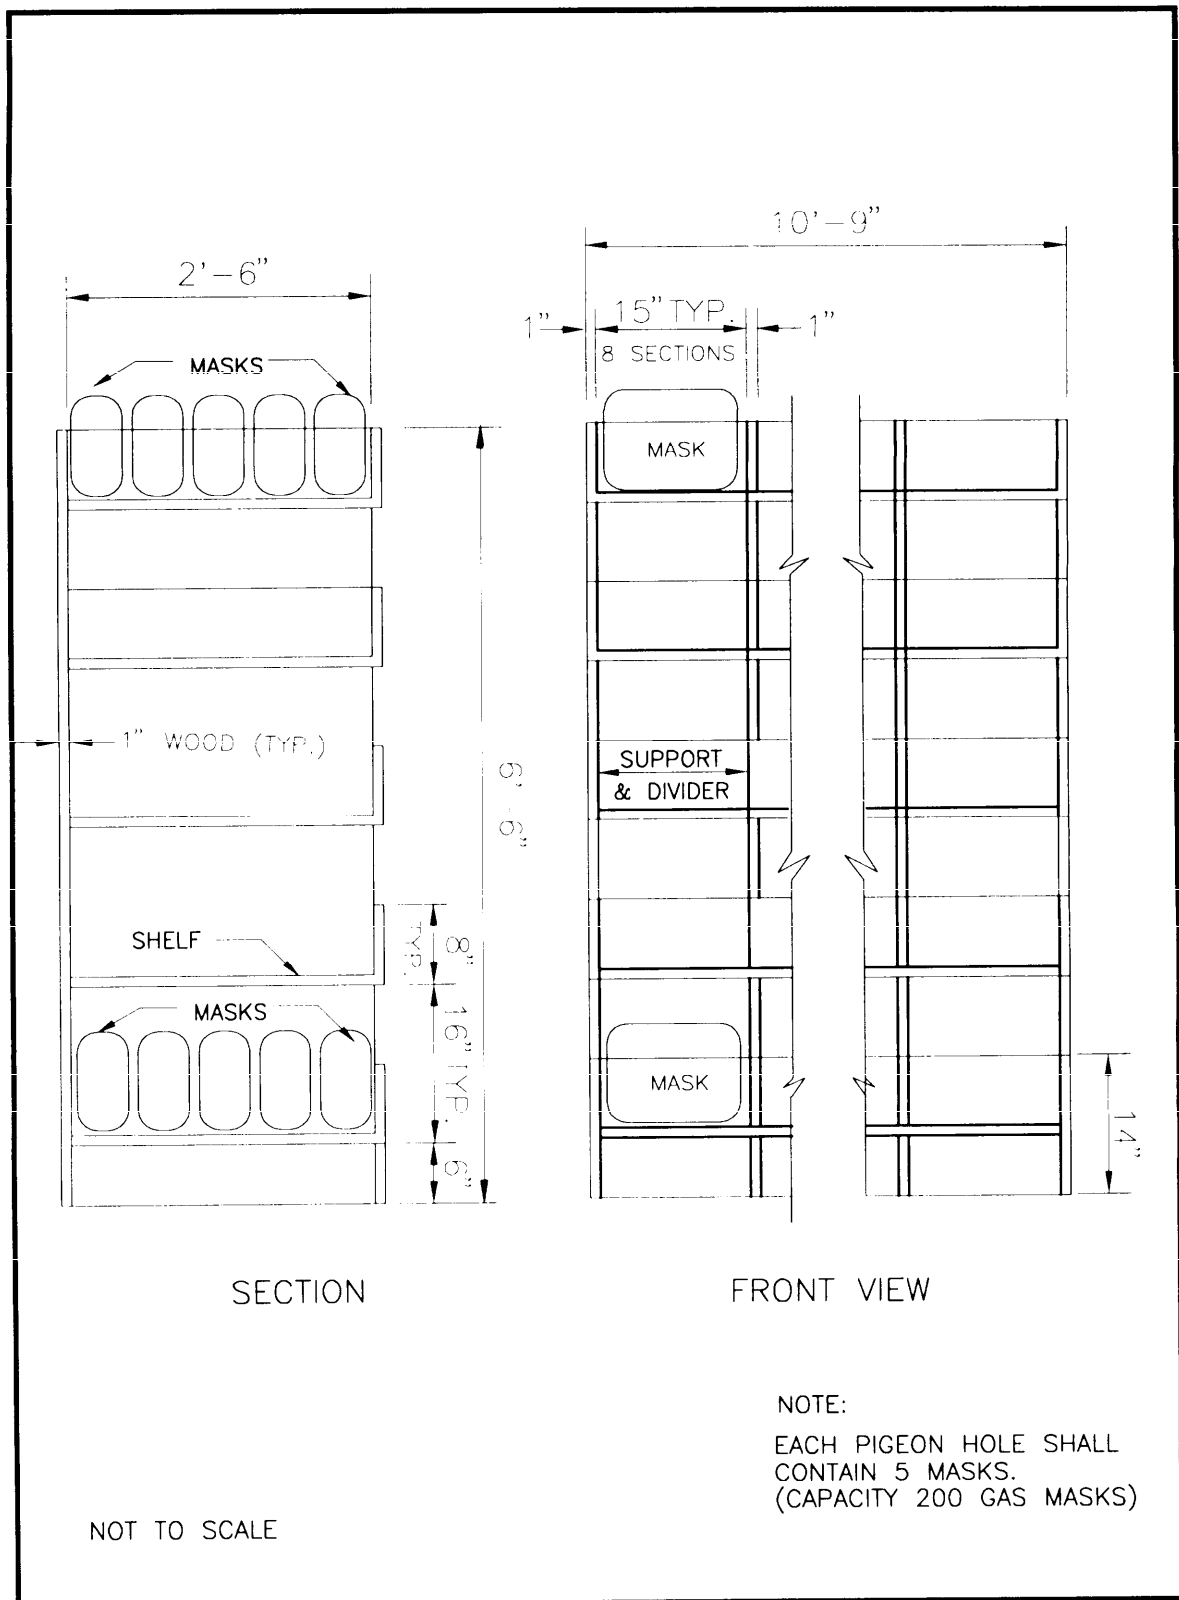 10'-9"
2'-6"
1" 15" TYP. 1"
8 SECTIONS
MASKS
MASK
1" WOOD (TYP.)
6'-6"
SUPPORT
& DIVIDER
SHELF
8"
TYP.
MASKS
16" TYP.
MASK
14"
6"
SECTION
FRONT VIEW
NOTE:
EACH PIGEON HOLE SHALL
CONTAIN 5 MASKS.
(CAPACITY 200 GAS MASKS)
NOT TO SCALE